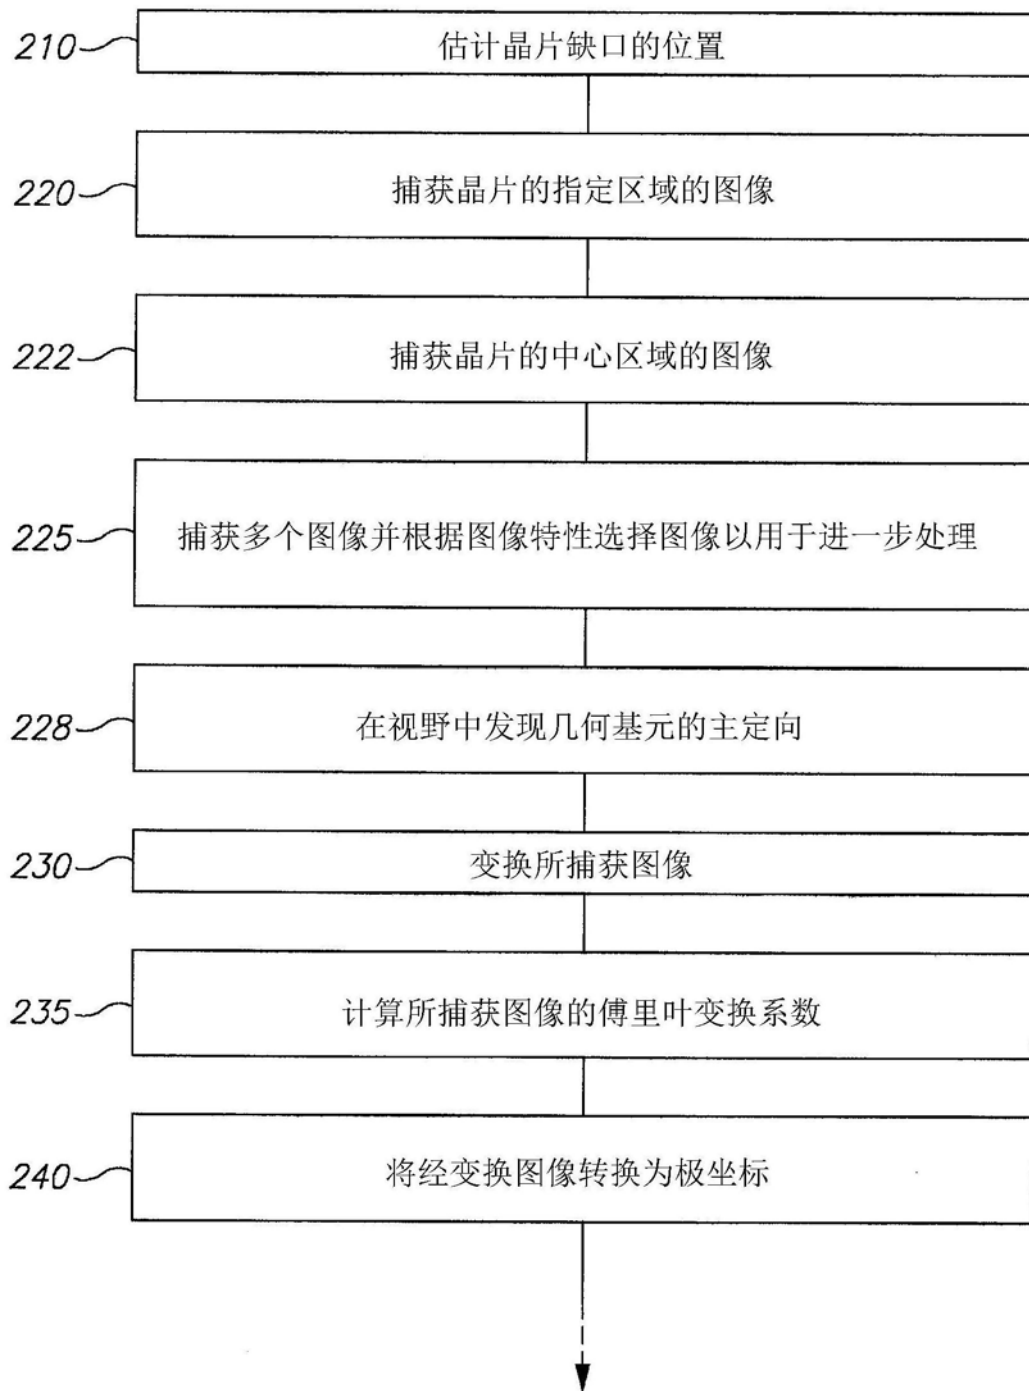 210 估计晶片缺口的位置
220 捕获晶片的指定区域的图像
222 捕获晶片的中心区域的图像
225 捕获多个图像并根据图像特性选择图像以用于进一步处理
228 在视野中发现几何基元的主定向
230 变换所捕获图像
235 计算所捕获图像的傅里叶变换系数
240 将经变换图像转换为极坐标